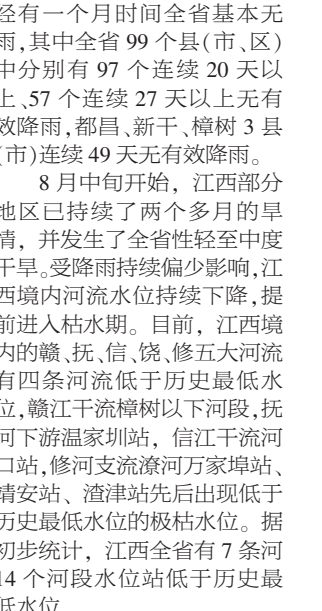 经有一个月时间全省基本无
雨,其中全省 99 个县(市、区)
中分别有 97 个连续 20 天以
上、57 个连续 27 天以上无有
效降雨,都昌、新干、樟树 3 县
(市)连续 49 天无有效降雨。
8 月中旬开始，江西部分
地区已持续了两个多月的旱
情，并发生了全省性轻至中度
干旱。受降雨持续偏少影响,江
西境内河流水位持续下降,提
前进入枯水期。目前，江西境
内的赣、抚、信、饶、修五大河流
有四条河流低于历史最低水
位,赣江干流樟树以下河段,抚
河下游温家圳站，信江干流河
口站,修河支流潦河万家埠站、
靖安站、渣津站先后出现低于
历史最低水位的极枯水位。据
初步统计，江西全省有 7 条河
14 个河段水位站低于历史最
低水位